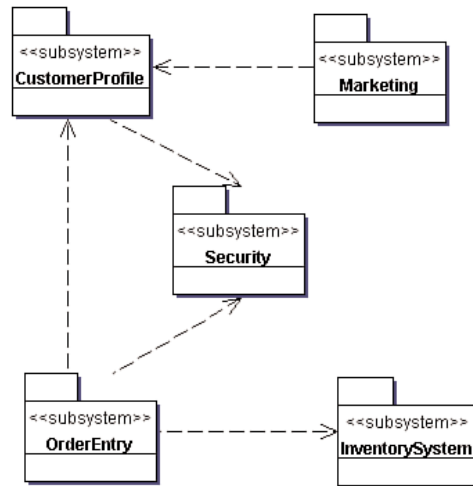 <<subsystem>>
CustomerProfile
<<subsystem>>
Marketing
<<subsystem>>
Security
<<subsystem>>
OrderEntry
<<subsystem>>
InventorySystem